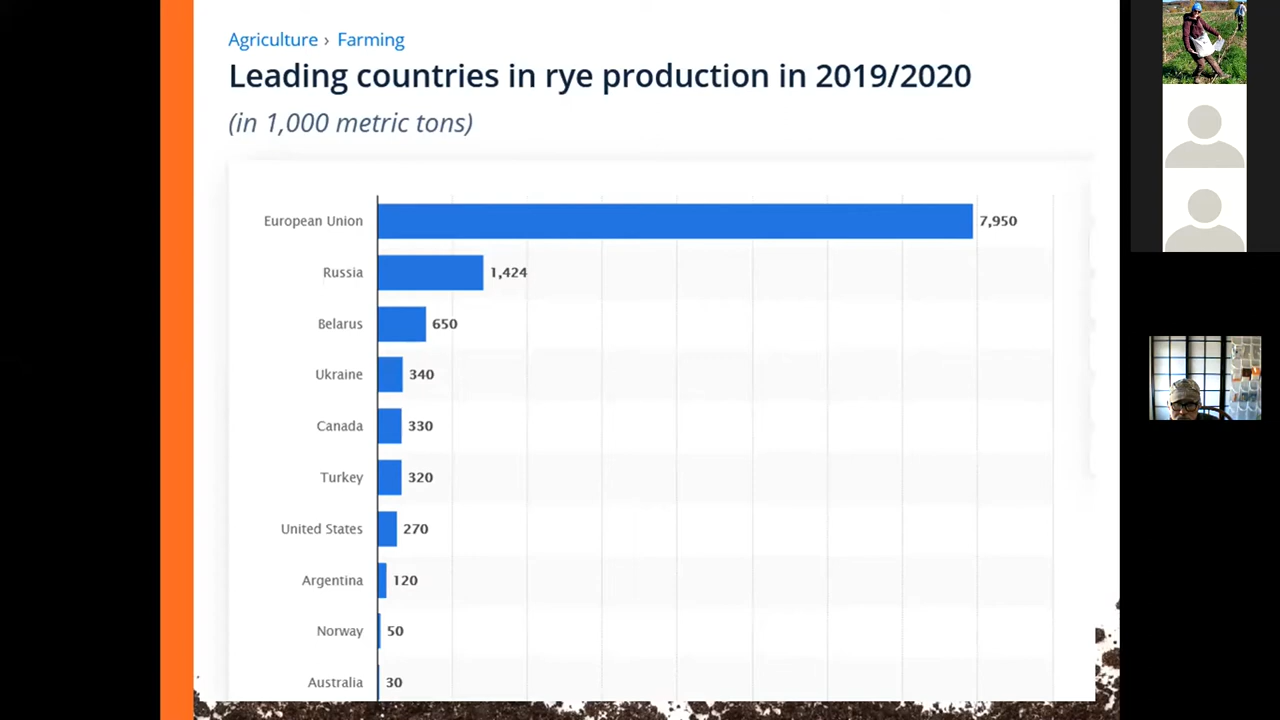 Agriculture › Farming
Leading countries in rye production in 2019/2020
(in 1,000 metric tons)
European Union 7,950
Russia 1,424
Belarus 650
Ukraine 340
Canada 330
Turkey 320
United States 270
Argentina 120
Norway 50
Australia 30